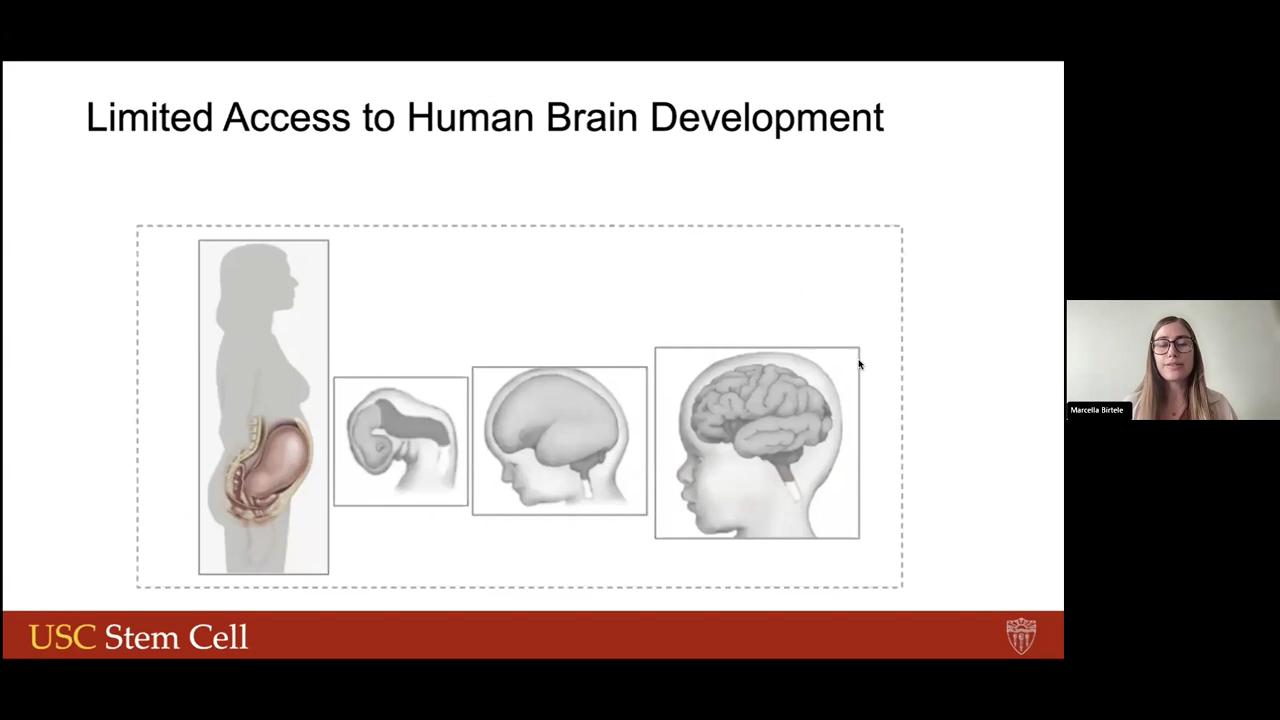 Limited Access to Human Brain Development
Marcella Birtele
USC Stem Cell